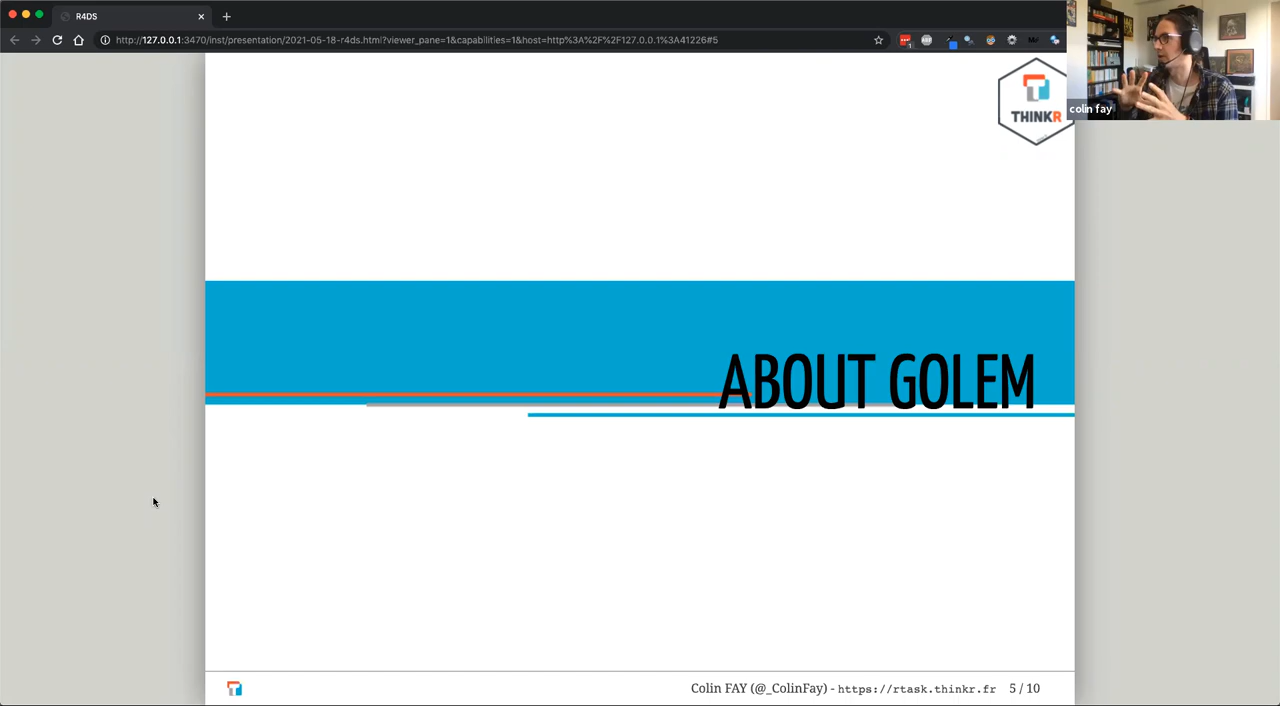 R4DS
http://127.0.0.1:3470/inst/presentation/2021-05-18-r4ds.html?viewer_pane=1&capabilities=1&host=http%3A%2F%2F127.0.0.1%3A41226#5
colin fay
THINKR
ABOUT GOLEM
Colin FAY (@_ColinFay) - https://rtask.thinkr.fr 5 / 10